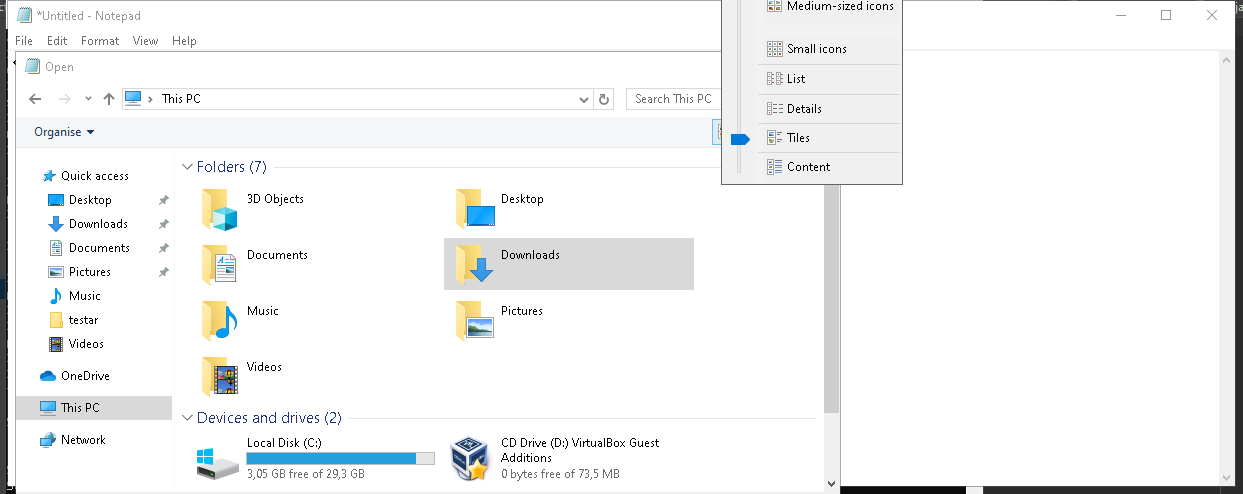 *Untitled - Notepad
File Edit Format View Help
Open
This PC
Search This PC
Organise
Medium-sized icons
Small icons
List
Details
Tiles
Content
Quick access
Desktop
Downloads
Documents
Pictures
Music
testar
Videos
OneDrive
This PC
Network
Folders (7)
3D Objects
Desktop
Documents
Downloads
Music
Pictures
Videos
Devices and drives (2)
Local Disk (C:)
3,05 GB free of 29,3 GB
CD Drive (D:) VirtualBox Guest
Additions
0 bytes free of 73,5 MB